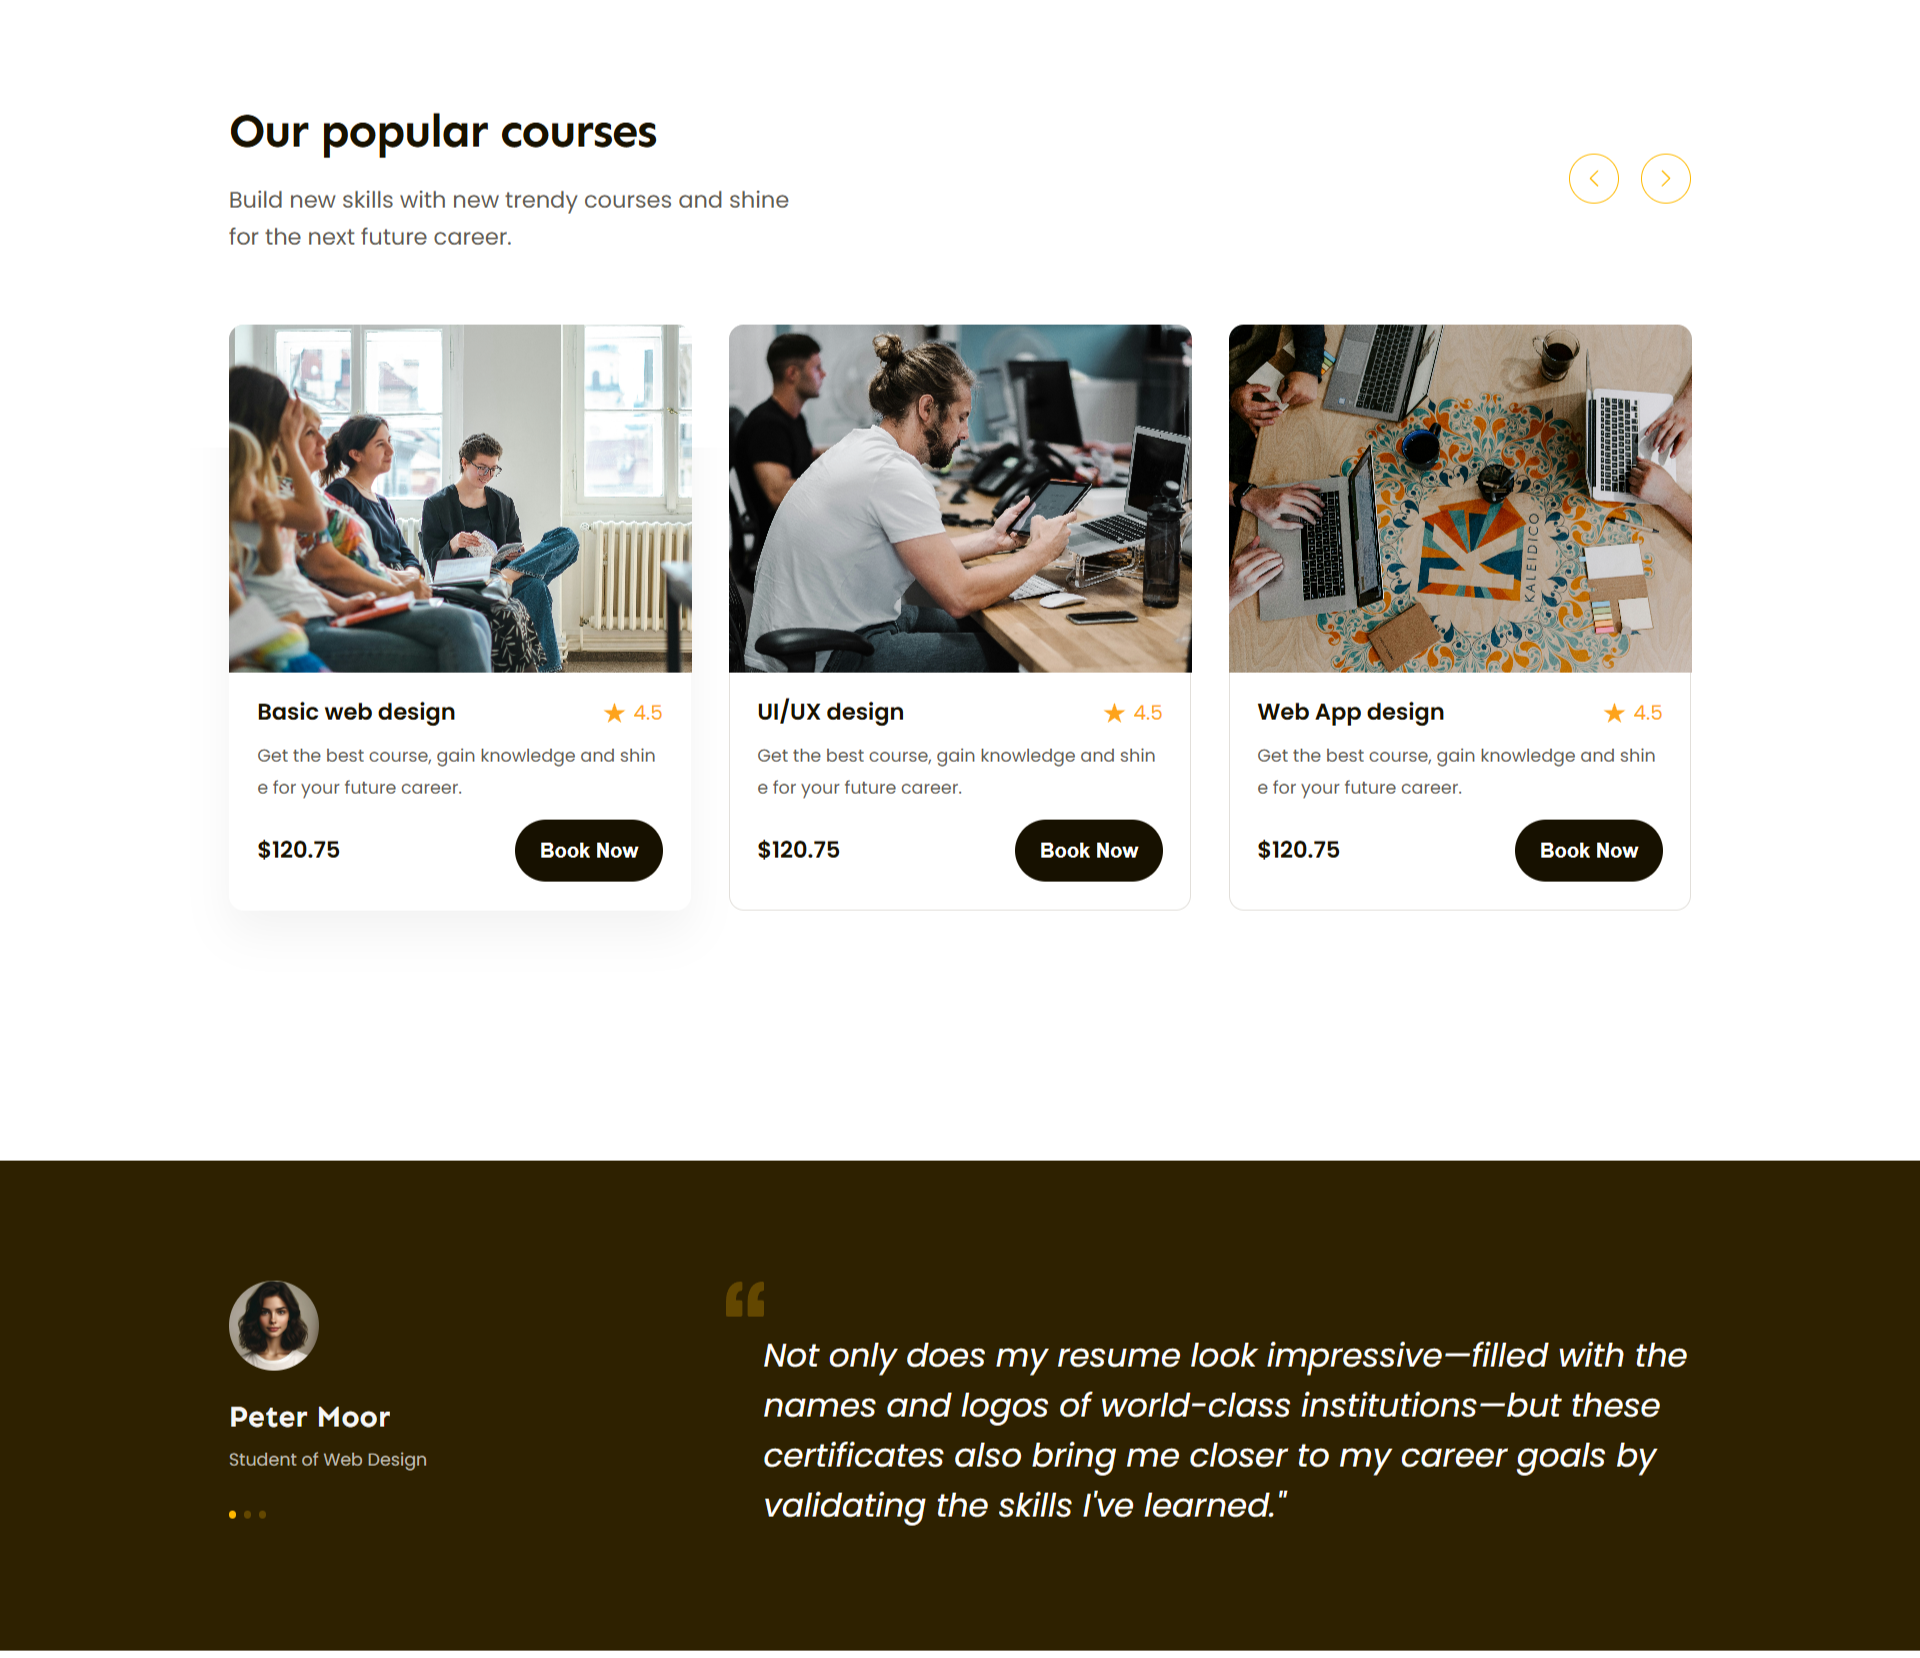 Our popular courses
Build new skills with new trendy courses and shine
for the next future career.
KALEIDICO
Basic web design
4.5
Get the best course, gain knowledge and shin
e for your future career.
$120.75
Book Now
UI/UX design
4.5
Get the best course, gain knowledge and shin
e for your future career.
$120.75
Book Now
Web App design
4.5
Get the best course, gain knowledge and shin
e for your future career.
$120.75
Book Now
Peter Moor
Student of Web Design
“
Not only does my resume look impressive—filled with the
names and logos of world-class institutions—but these
certificates also bring me closer to my career goals by
validating the skills I've learned."